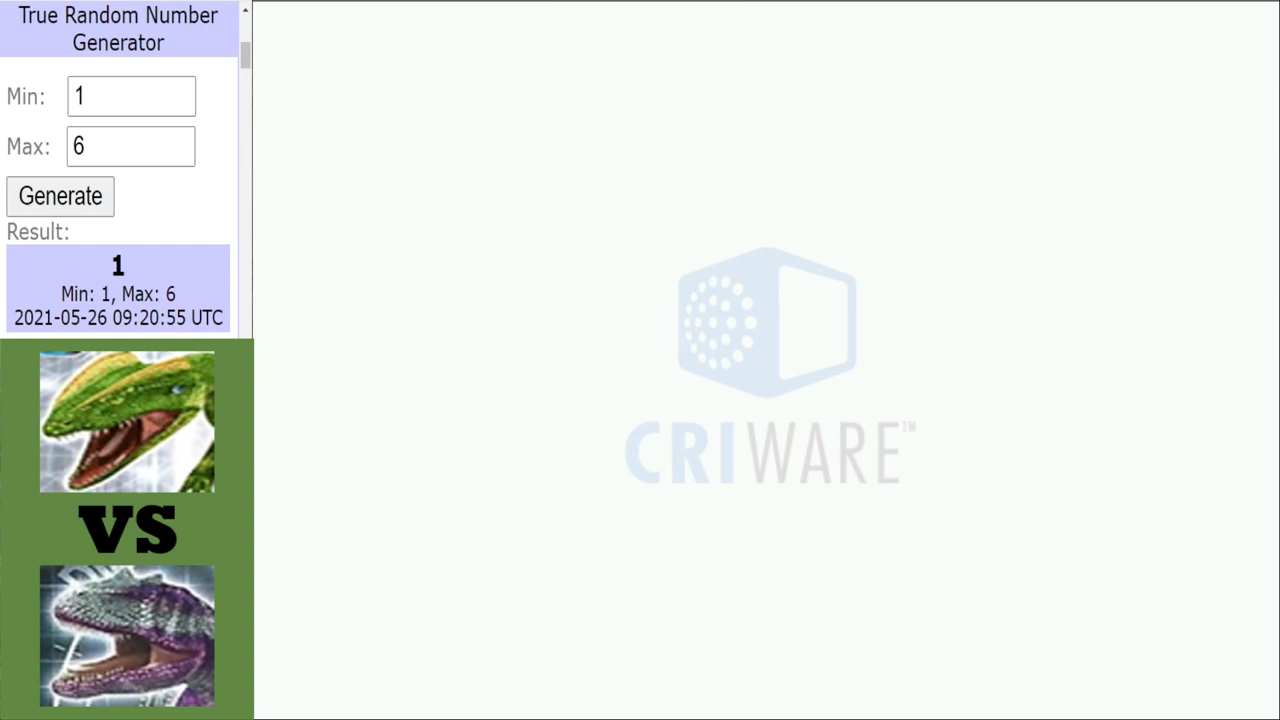 True Random Number
Generator
Min: 1
Max: 6
Generate
Result:
1
Min: 1, Max: 6
2021-05-26 09:20:55 UTC
VS
CRIWARE™